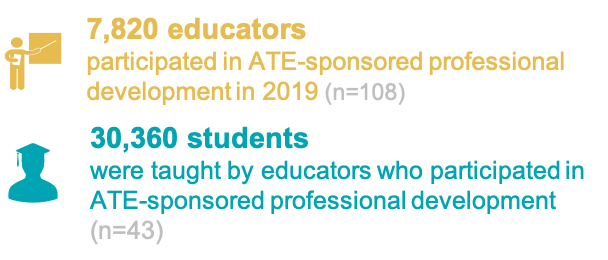 7,820 educators
participated in ATE-sponsored professional
development in 2019 (n=108)
30,360 students
were taught by educators who participated in
ATE-sponsored professional development
(n=43)